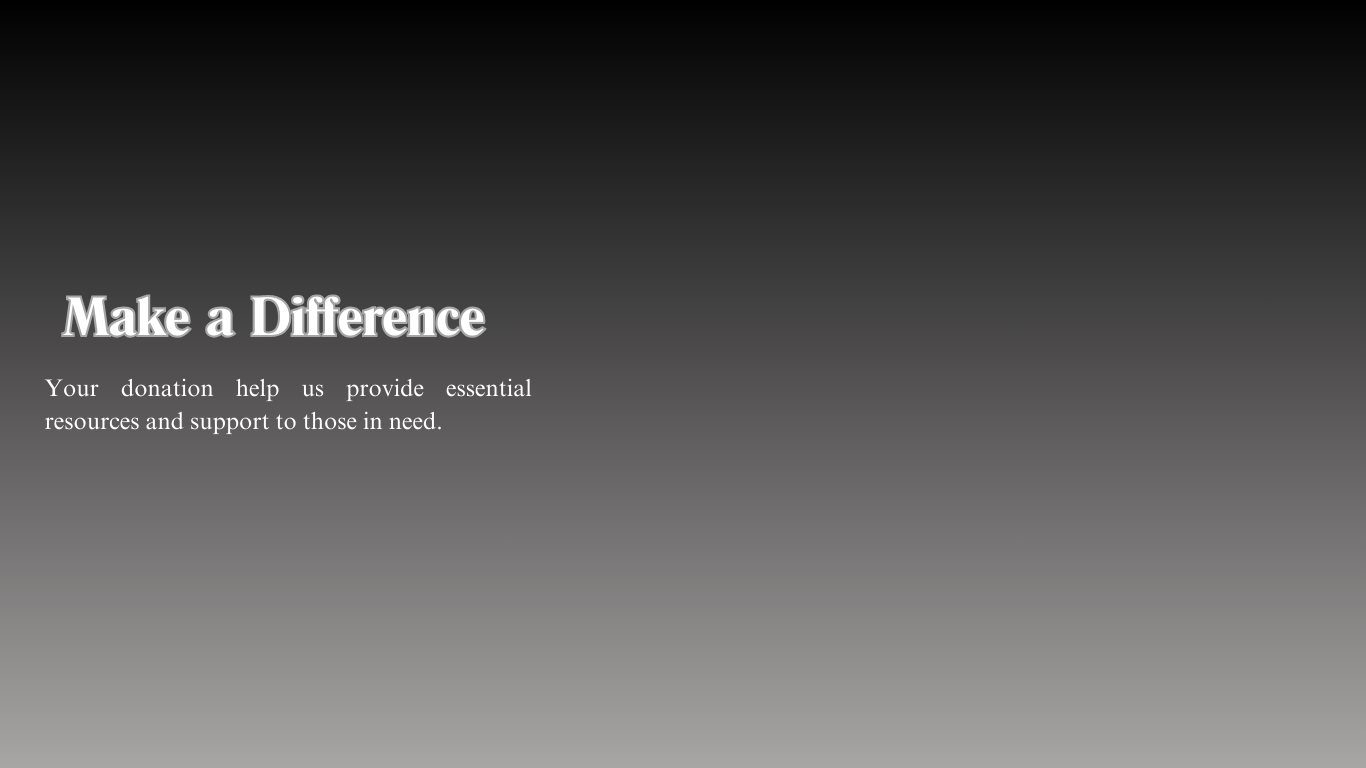 Make a Difference
Your donation help us provide essential
resources and support to those in need.